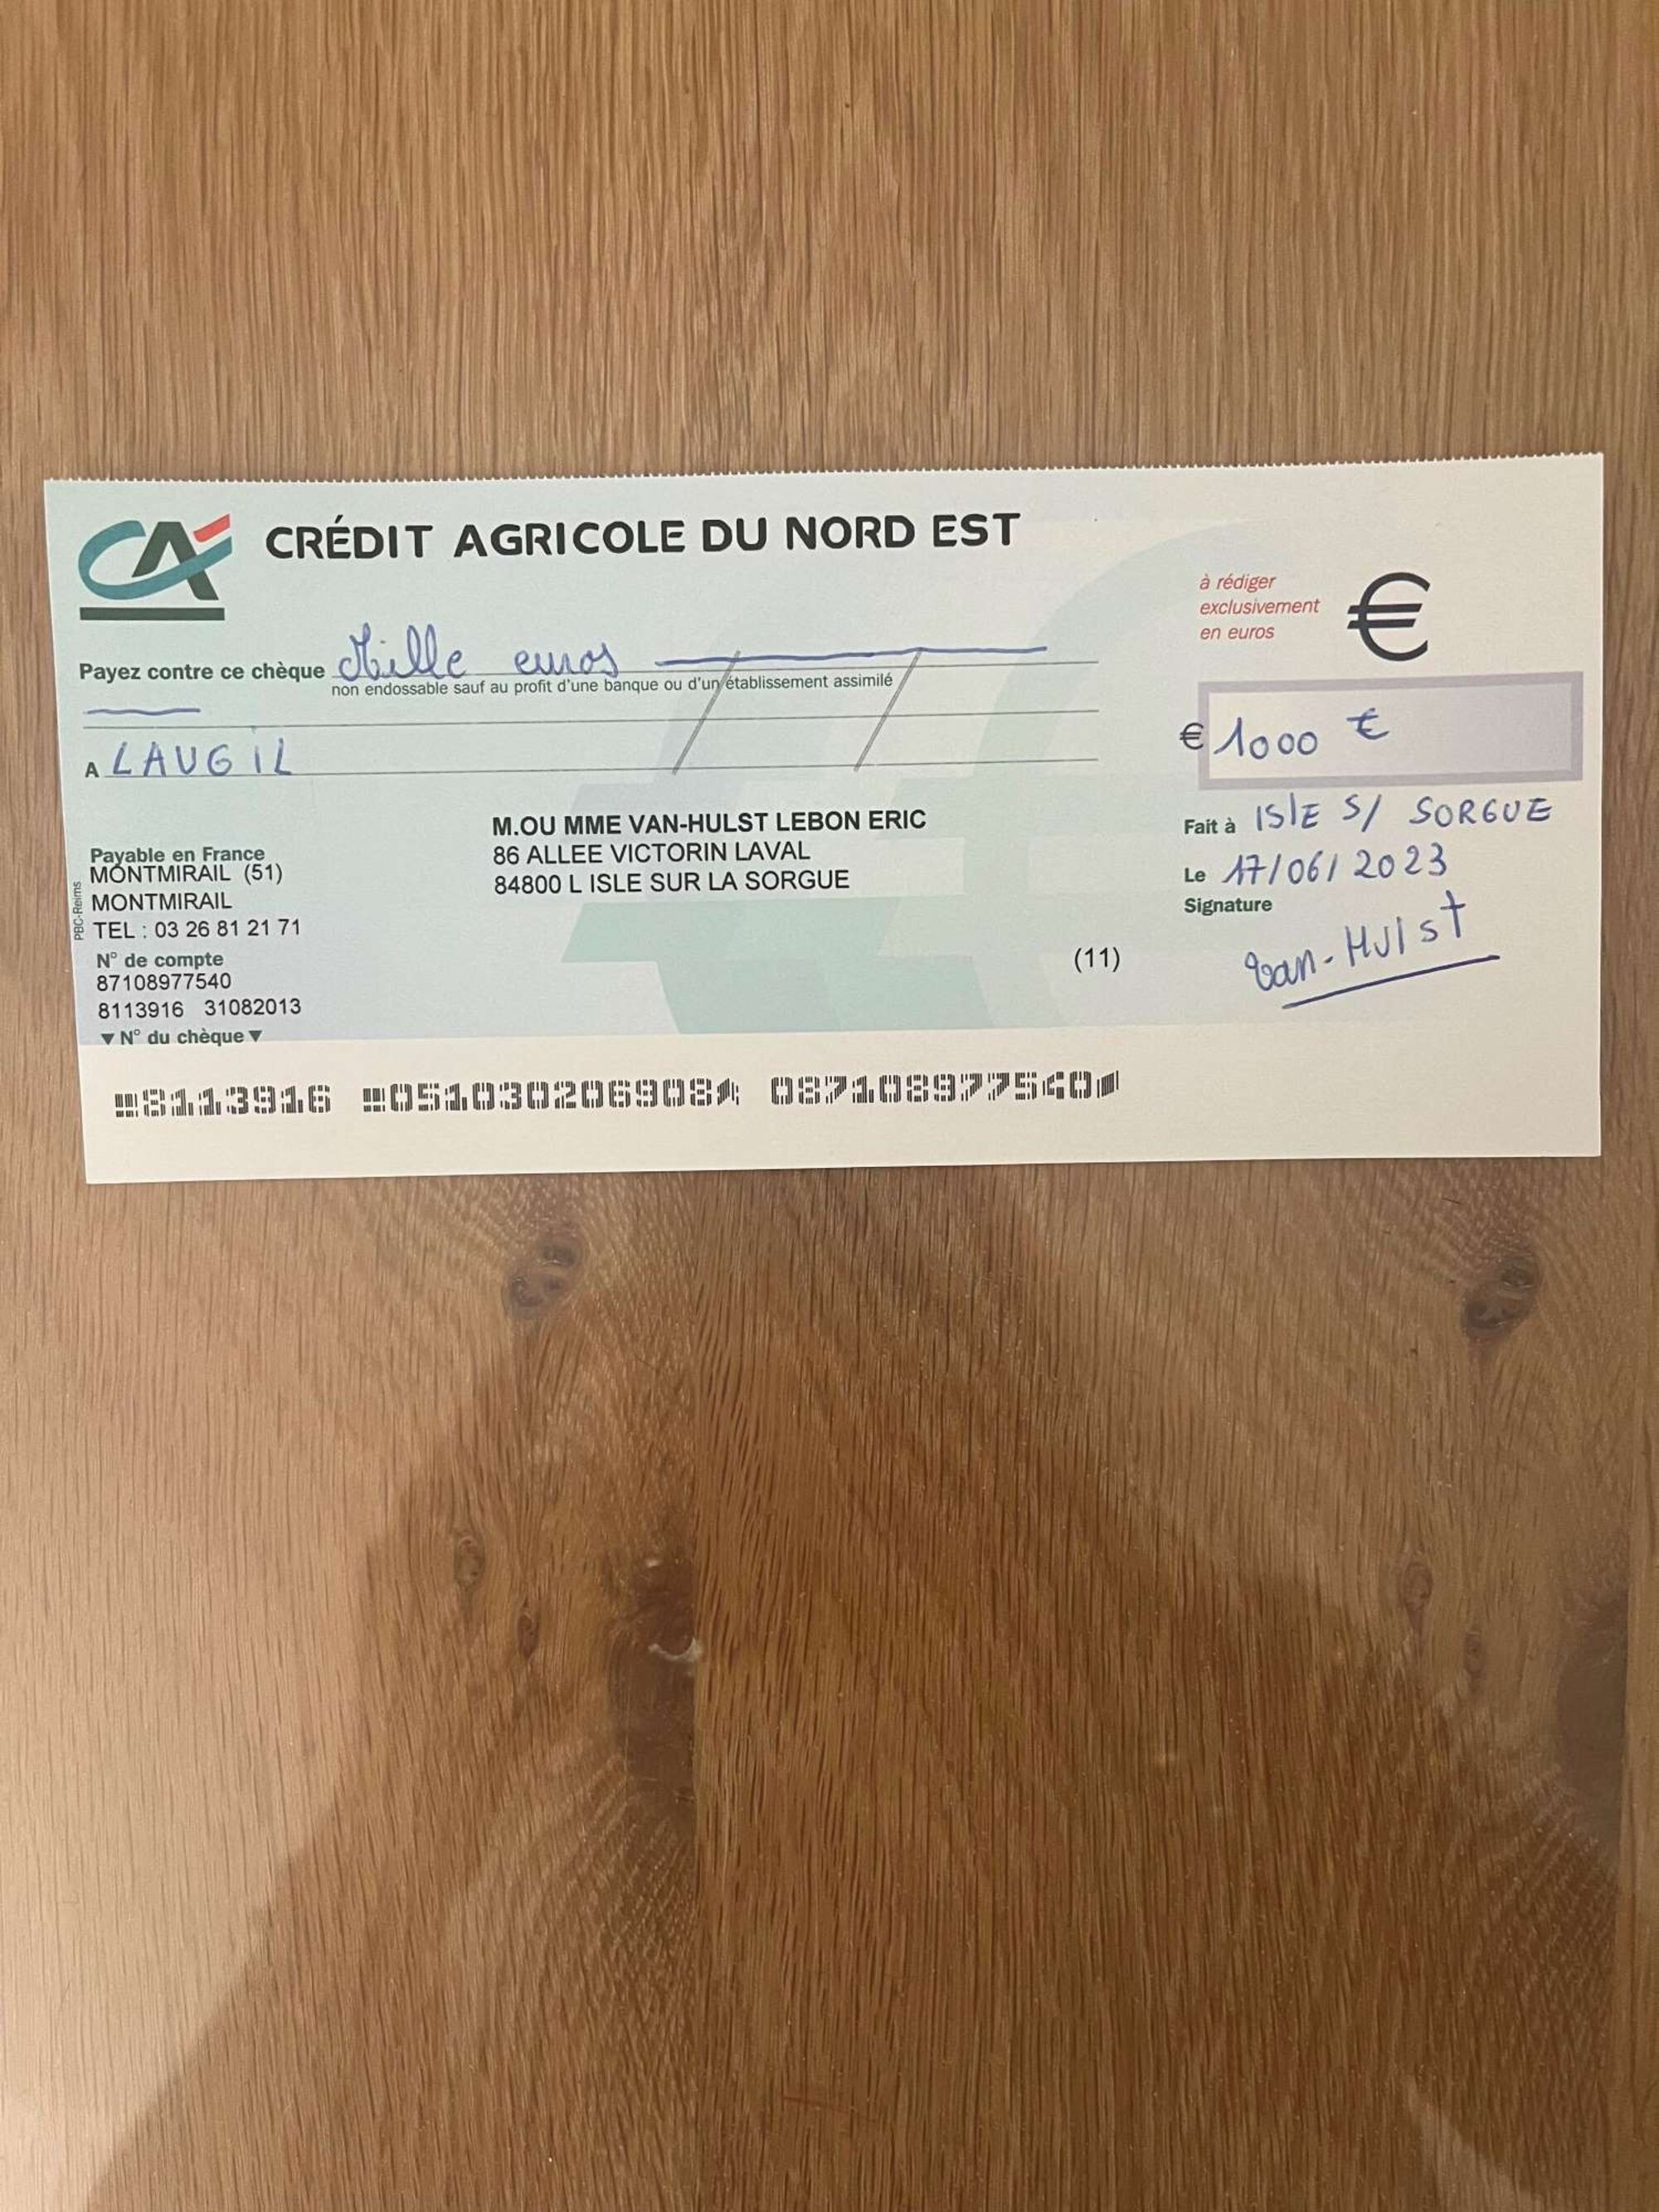 CA CRÉDIT AGRICOLE DU NORD EST
à rédiger
exclusivement
en euros
€
Payez contre ce chèque Mille euros
non endossable sauf au profit d'une banque ou d'un établissement assimilé
€ 1000 €
A LAUGIL
M.OU MME VAN-HULST LEBON ERIC
86 ALLEE VICTORIN LAVAL
84800 L ISLE SUR LA SORGUE
Fait à ISLE S/ SORGUE
Le 17/06/2023
Signature
Van-Hulst
Payable en France
MONTMIRAIL (51)
MONTMIRAIL
TEL : 03 26 81 21 71
PBC-Reims
N° de compte
87108977540
8113916 31082013
▼ N° du chèque ▼
(11)
8113916 051030206908 087108977540